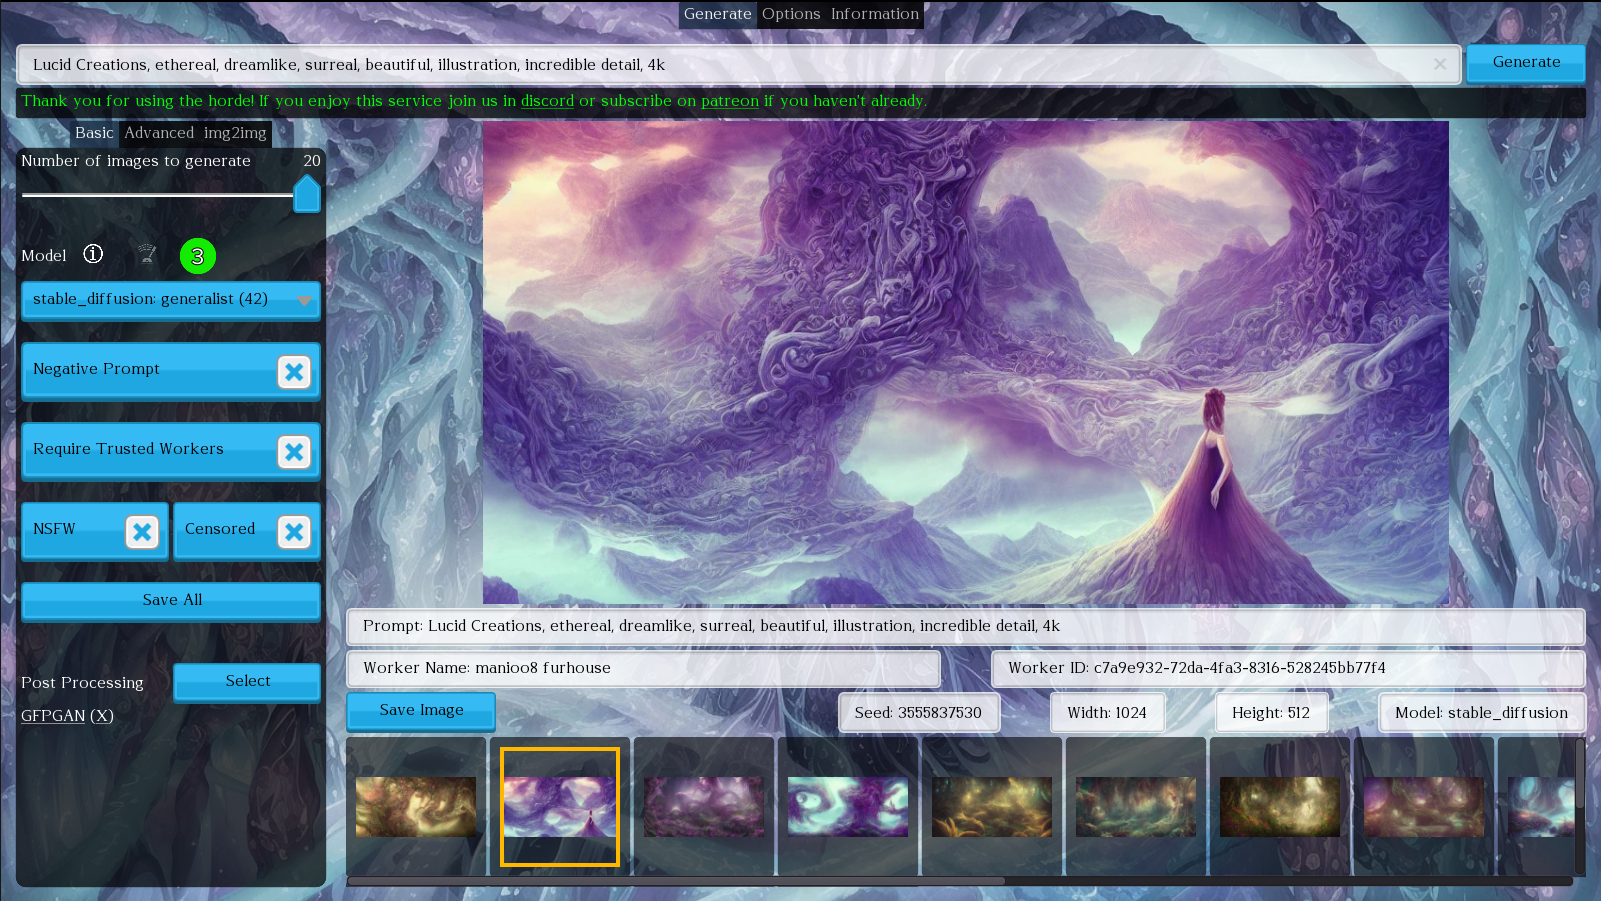 Generate Options Information
Lucid Creations, ethereal, dreamlike, surreal, beautiful, illustration, incredible detail, 4k
Generate
Thank you for using the horde! If you enjoy this service join us in discord or subscribe on patreon if you haven't already.
Basic Advanced img2img
Number of images to generate 20
Model 3
stable_diffusion: generalist (42)
Negative Prompt
Require Trusted Workers
NSFW Censored
Save All
Post Processing Select
GFPGAN (X)
Prompt: Lucid Creations, ethereal, dreamlike, surreal, beautiful, illustration, incredible detail, 4k
Worker Name: manioo8 furhouse
Worker ID: c7a9e932-72da-4fa3-8316-528245bb77f4
Save Image
Seed: 3555837530
Width: 1024
Height: 512
Model: stable_diffusion